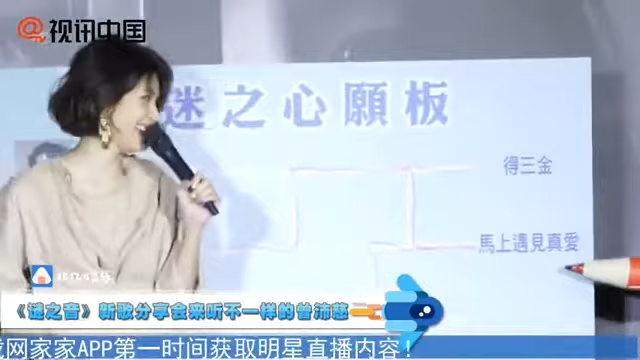 @TV 视讯中国
谜之心願板
得三金
馬上遇見真愛
《谜之音》新歌分享会来听不一样的曾沛慈
网家家APP第一时间获取明星直播内容！